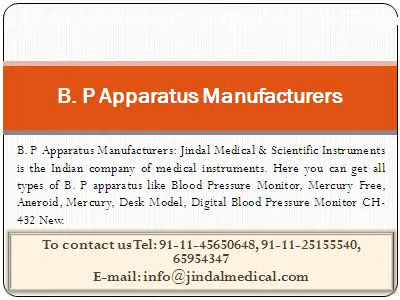 B. P Apparatus Manufacturers
B. P Apparatus Manufacturers: Jindal Medical & Scientific Instruments
is the Indian company of medical instruments. Here you can get all
types of B. P apparatus like Blood Pressure Monitor, Mercury Free,
Aneroid, Mercury, Desk Model, Digital Blood Pressure Monitor CH-
432 New.
To contact us Tel: 91-11-45650648, 91-11-25155540,
65954347
E-mail: info@jindalmedical.com